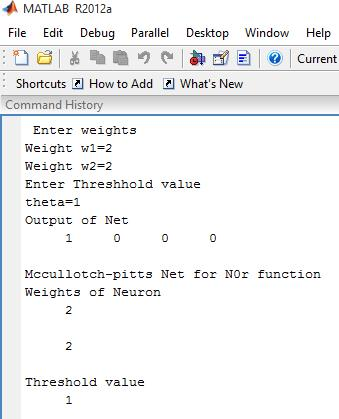 MATLAB R2012a
File Edit Debug Parallel Desktop Window Help
Current
Shortcuts How to Add What's New
Command History
Enter weights
Weight w1=2
Weight w2=2
Enter Threshhold value
theta=1
Output of Net
1 0 0 0
Mccullotch-pitts Net for N0r function
Weights of Neuron
2
2
Threshold value
1